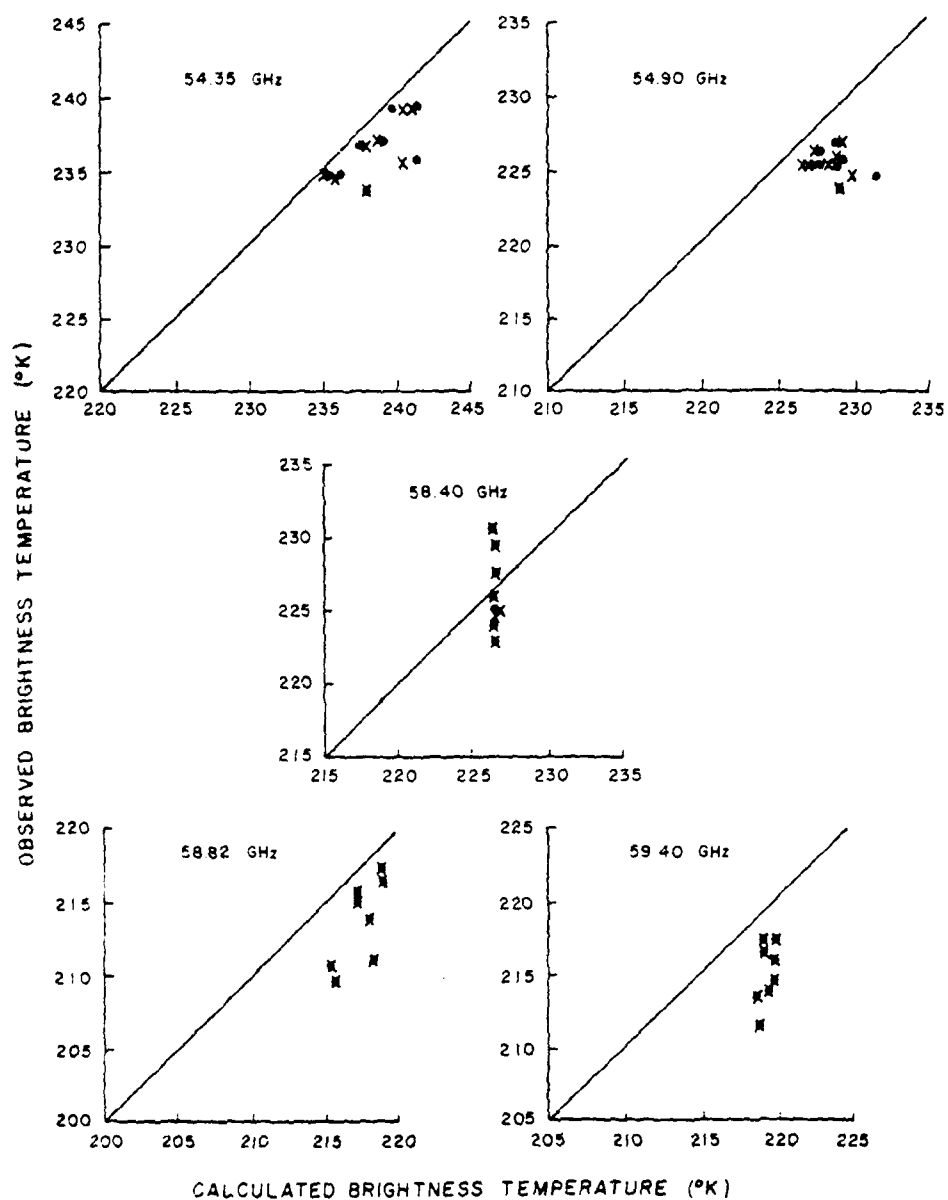 245
240
235
230
225
220
54.35 GHz
220 225 230 235 240 245
235
230
225
220
215
210
54.90 GHz
210 215 220 225 230 235
235
230
225
220
215
58.40 GHz
215 220 225 230 235
220
215
210
205
200
58.82 GHz
200 205 210 215 220
225
220
215
210
205
59.40 GHz
205 210 215 220 225
OBSERVED BRIGHTNESS TEMPERATURE (°K)
CALCULATED BRIGHTNESS TEMPERATURE (°K)